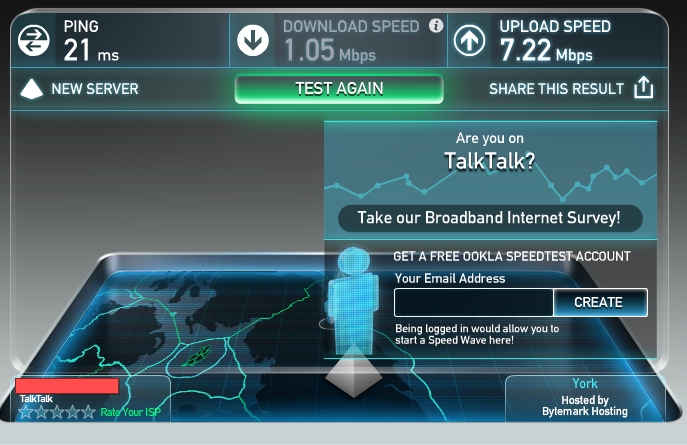 PING
21 ms
DOWNLOAD SPEED
1.05 Mbps
UPLOAD SPEED
7.22 Mbps
NEW SERVER
TEST AGAIN
SHARE THIS RESULT
Are you on
TalkTalk?
Take our Broadband Internet Survey!
GET A FREE OOKLA SPEEDTEST ACCOUNT
Your Email Address
CREATE
Being logged in would allow you to
start a Speed Wave here!
TalkTalk
Rate Your ISP
York
Hosted by
Bytemark Hosting